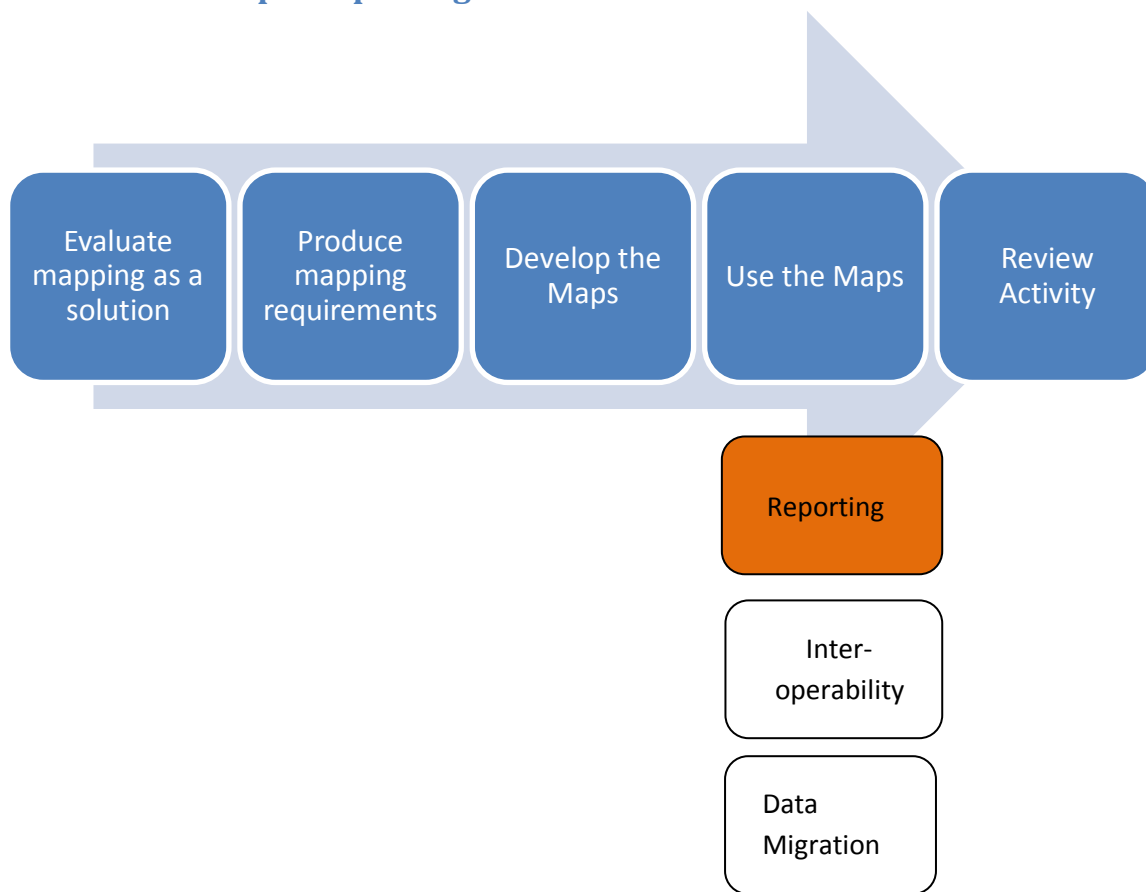 Evaluate
mapping as a
solution
Produce
mapping
requirements
Develop the
Maps
Use the Maps
Review
Activity
Reporting
Inter-
operability
Data
Migration